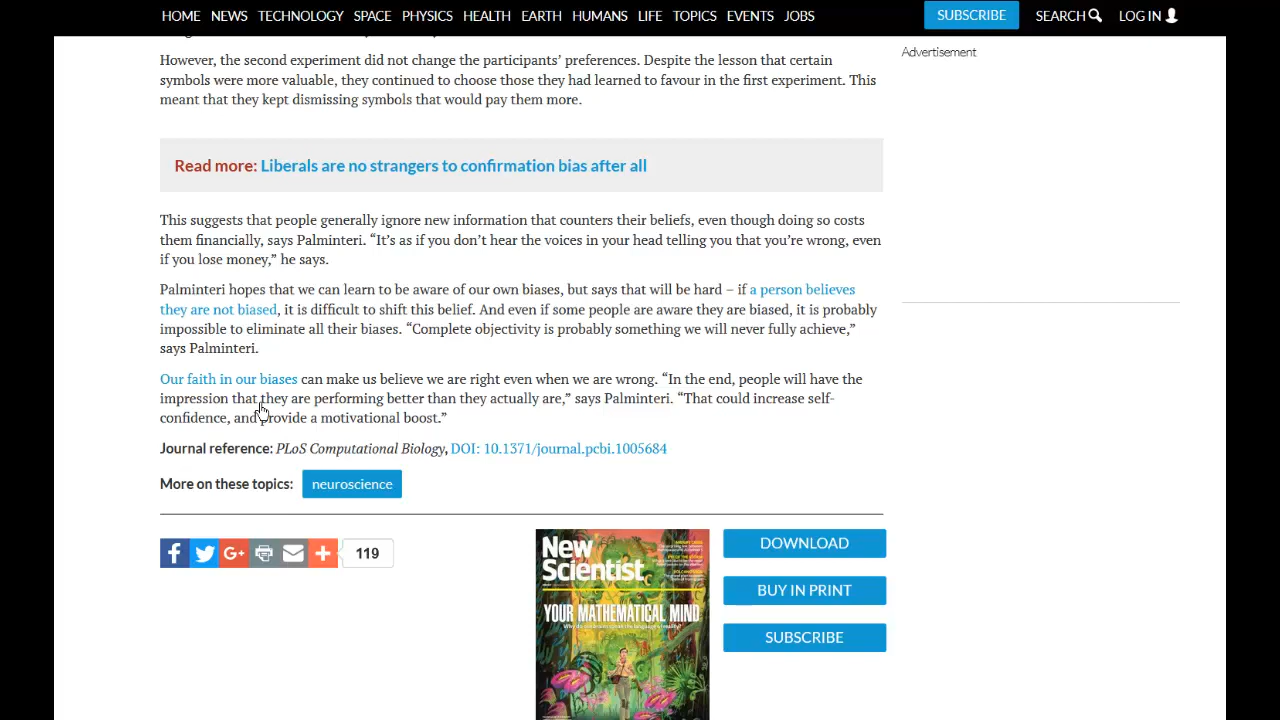 HOME NEWS TECHNOLOGY SPACE PHYSICS HEALTH EARTH HUMANS LIFE TOPICS EVENTS JOBS SUBSCRIBE SEARCH LOG IN
Advertisement
However, the second experiment did not change the participants’ preferences. Despite the lesson that certain
symbols were more valuable, they continued to choose those they had learned to favour in the first experiment. This
meant that they kept dismissing symbols that would pay them more.
Read more: Liberals are no strangers to confirmation bias after all
This suggests that people generally ignore new information that counters their beliefs, even though doing so costs
them financially, says Palminteri. “It’s as if you don’t hear the voices in your head telling you that you’re wrong, even
if you lose money,” he says.
Palminteri hopes that we can learn to be aware of our own biases, but says that will be hard – if a person believes
they are not biased, it is difficult to shift this belief. And even if some people are aware they are biased, it is probably
impossible to eliminate all their biases. “Complete objectivity is probably something we will never fully achieve,”
says Palminteri.
Our faith in our biases can make us believe we are right even when we are wrong. “In the end, people will have the
impression that they are performing better than they actually are,” says Palminteri. “That could increase self-
confidence, and provide a motivational boost.”
Journal reference: PLoS Computational Biology, DOI: 10.1371/journal.pcbi.1005684
More on these topics: neuroscience
119
New
Scientist
YOUR MATHEMATICAL MIND
DOWNLOAD
BUY IN PRINT
SUBSCRIBE